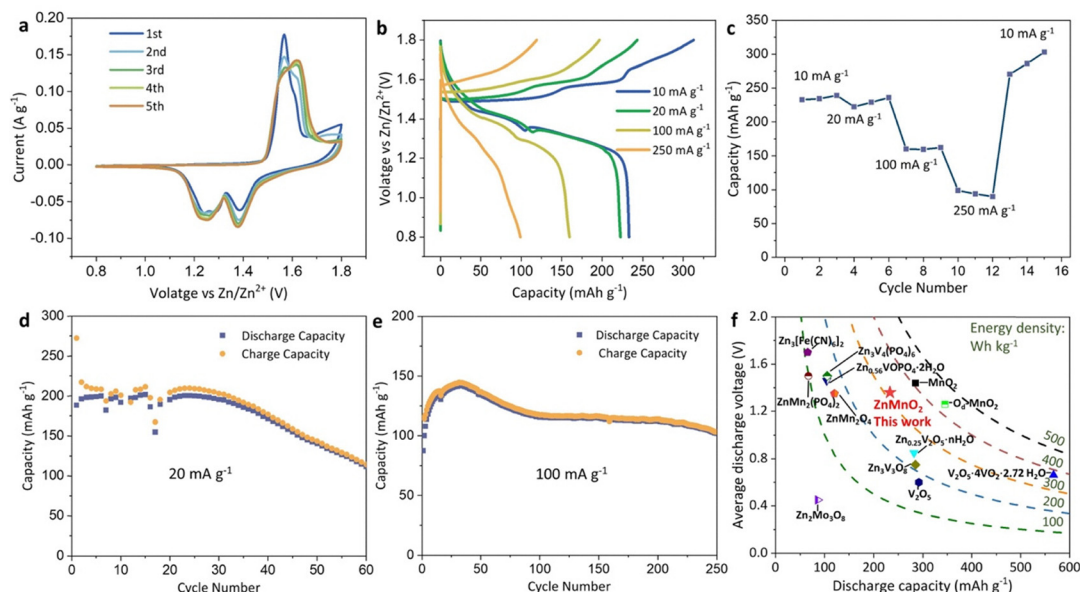 a
0.20
0.15
0.10
0.05
0.00
-0.05
-0.10
Current (A g-1)
1st
2nd
3rd
4th
5th
0.8 1.0 1.2 1.4 1.6 1.8
Volatge vs Zn/Zn2+ (V)
b
1.8
1.6
1.4
1.2
1.0
0.8
Volatge vs Zn/Zn2+(V)
10 mA g-1
20 mA g-1
100 mA g-1
250 mA g-1
0 50 100 150 200 250 300
Capacity (mAh g-1)
c
350
300
250
200
150
100
50
0
Capacity (mAh g-1)
10 mA g-1
10 mA g-1
20 mA g-1
100 mA g-1
250 mA g-1
0 2 4 6 8 10 12 14 16
Cycle Number
d
300
250
200
150
100
50
0
Capacity (mAh g-1)
Discharge Capacity
Charge Capacity
20 mA g-1
0 10 20 30 40 50 60
Cycle Number
e
200
150
100
50
0
Capacity (mAh g-1)
Discharge Capacity
Charge Capacity
100 mA g-1
0 50 100 150 200 250
Cycle Number
f
2.0
1.6
1.2
0.8
0.4
0.0
Average discharge voltage (V)
Energy density:
Wh kg-1
Zn3[Fe(CN)6]2
Zn3V4(PO4)6
Zn0.56VOPO4·2H2O
MnO2
ZnMn2(PO4)2
ZnMn2O4
ZnMnO2
This work
Od-MnO2
Zn0.25V2O5·nH2O
Zn3V3O8
V2O5·4VO2·2.72 H2O
V2O5
Zn2Mo3O8
500
400
300
200
100
0 100 200 300 400 500 600
Discharge capacity (mAh g-1)